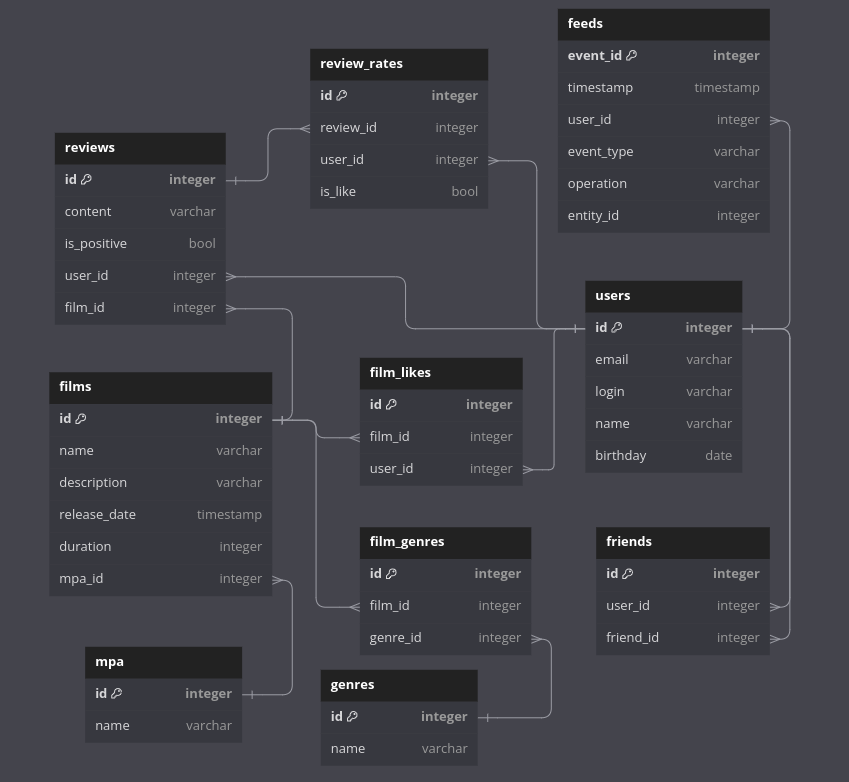 feeds
event_id integer
timestamp timestamp
user_id integer
event_type varchar
operation varchar
entity_id integer
review_rates
id integer
review_id integer
user_id integer
is_like bool
reviews
id integer
content varchar
is_positive bool
user_id integer
film_id integer
users
id integer
email varchar
login varchar
name varchar
birthday date
film_likes
id integer
film_id integer
user_id integer
films
id integer
name varchar
description varchar
release_date timestamp
duration integer
mpa_id integer
film_genres
id integer
film_id integer
genre_id integer
friends
id integer
user_id integer
friend_id integer
mpa
id integer
name varchar
genres
id integer
name varchar